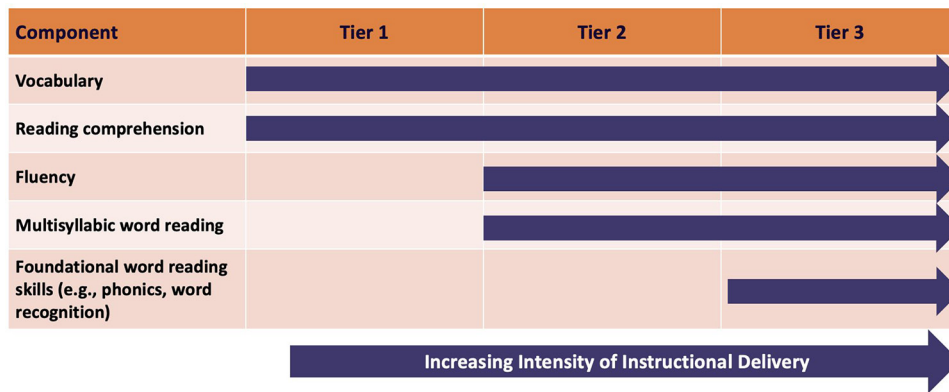 Component Tier 1 Tier 2 Tier 3
Vocabulary
Reading comprehension
Fluency
Multisyllabic word reading
Foundational word reading
skills (e.g., phonics, word
recognition)
Increasing Intensity of Instructional Delivery